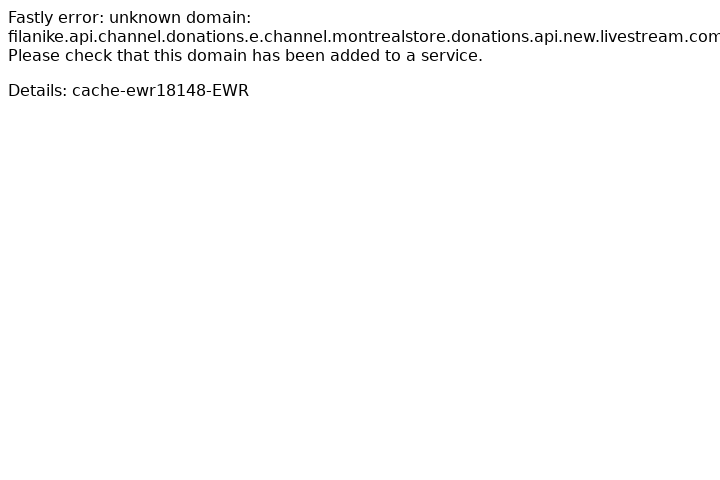 Fastly error: unknown domain:
filanike.api.channel.donations.e.channel.montrealstore.donations.api.new.livestream.com
Please check that this domain has been added to a service.
Details: cache-ewr18148-EWR